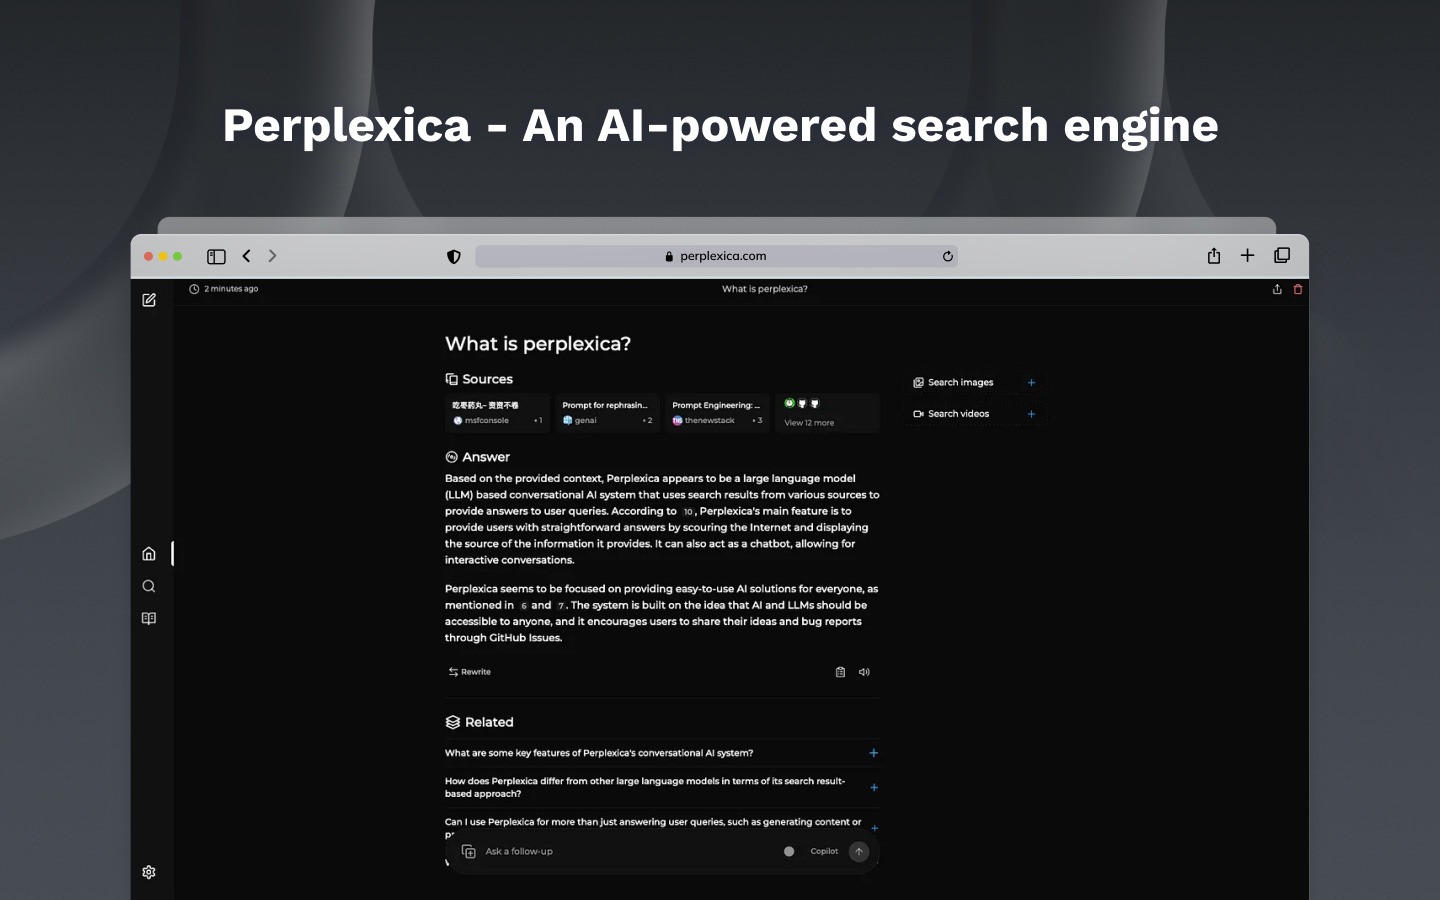 Perplexica - An AI-powered search engine
perplexica.com
2 minutes ago
What is perplexica?
What is perplexica?
Sources
吃枣药丸– 资资不卷
msfconsole • 1
Prompt for rephrasin...
genai • 2
Prompt Engineering: ...
thenewstack • 3
View 12 more
Search images
Search videos
Answer
Based on the provided context, Perplexica appears to be a large language model
(LLM) based conversational AI system that uses search results from various sources to
provide answers to user queries. According to 10, Perplexica's main feature is to
provide users with straightforward answers by scouring the Internet and displaying
the source of the information it provides. It can also act as a chatbot, allowing for
interactive conversations.
Perplexica seems to be focused on providing easy-to-use AI solutions for everyone, as
mentioned in 6 and 7. The system is built on the idea that AI and LLMs should be
accessible to anyone, and it encourages users to share their ideas and bug reports
through GitHub Issues.
Rewrite
Related
What are some key features of Perplexica's conversational AI system?
How does Perplexica differ from other large language models in terms of its search result-
based approach?
Can I use Perplexica for more than just answering user queries, such as generating content or
Ask a follow-up
Copilot